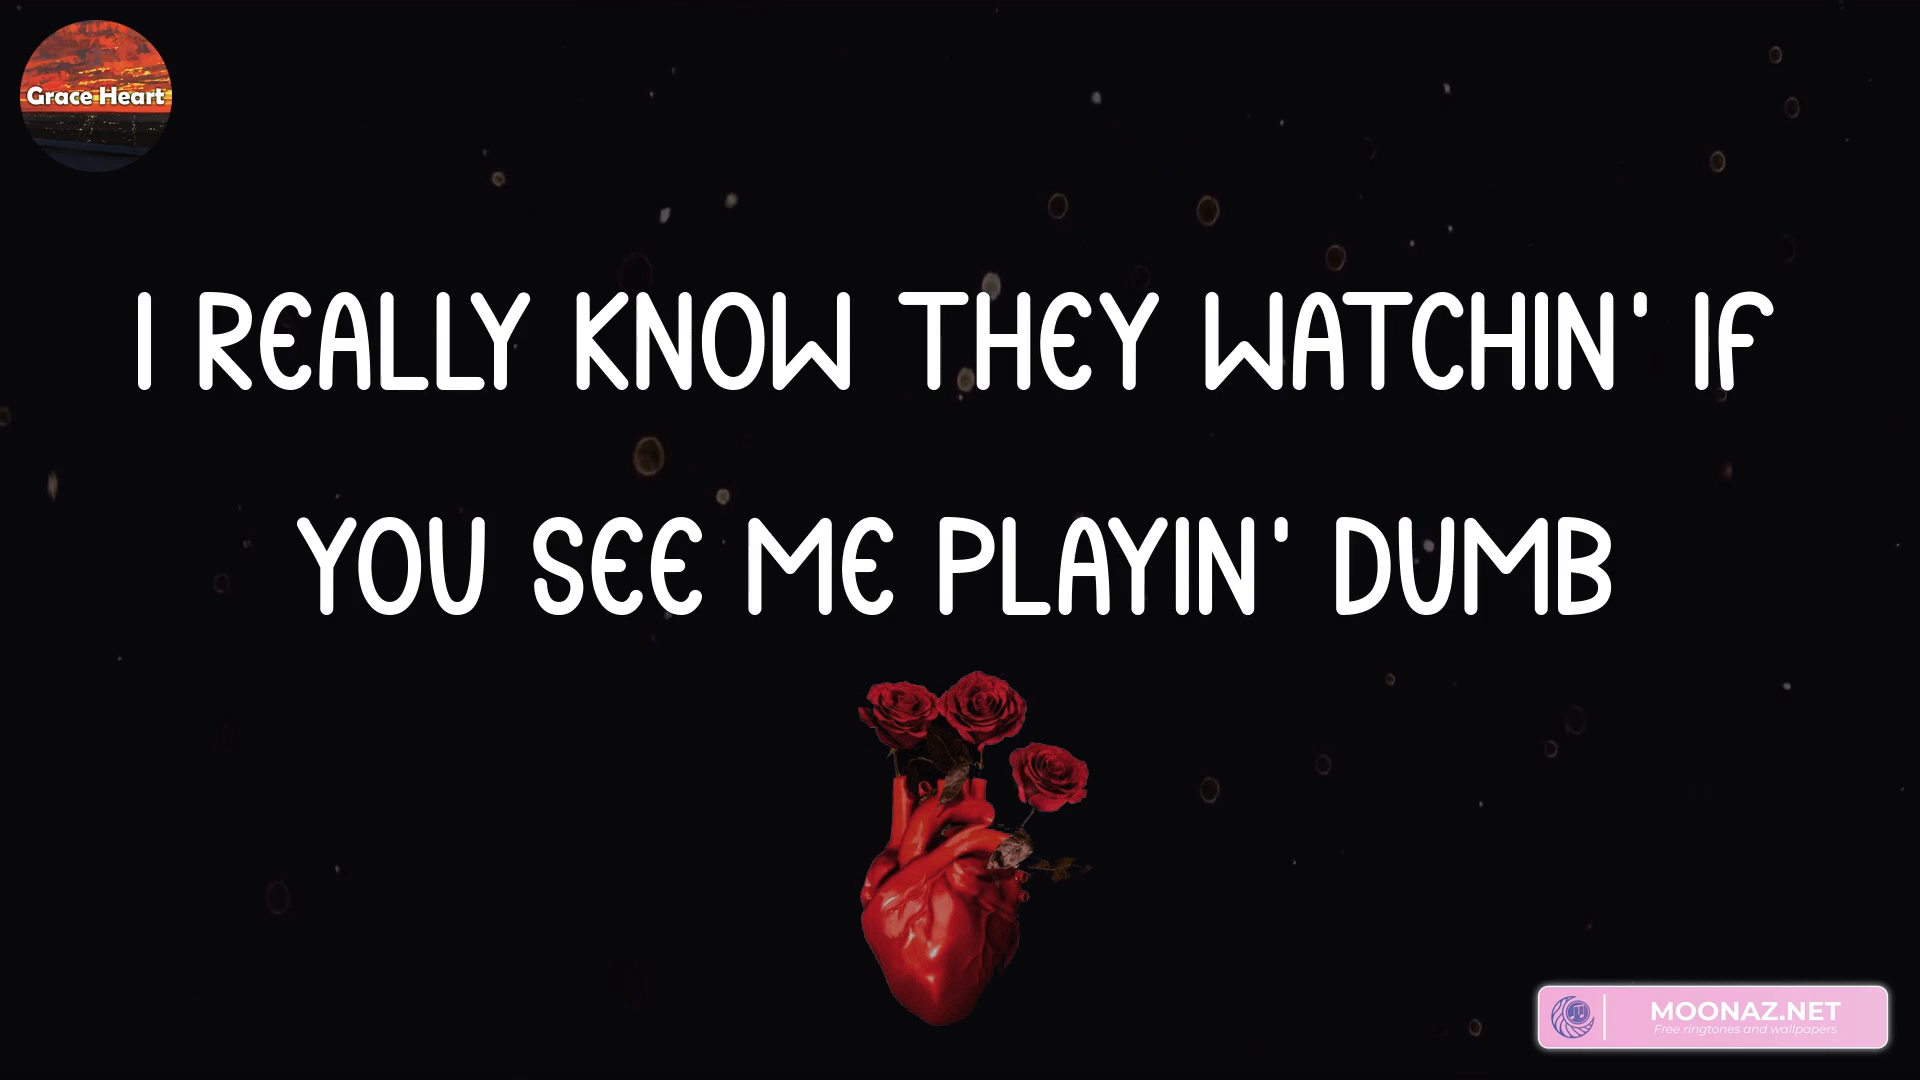 Grace Heart
I REALLY KNOW THEY WATCHIN' IF
YOU SEE ME PLAYIN' DUMB
MOONAZ.NET
Free ringtones and wallpapers